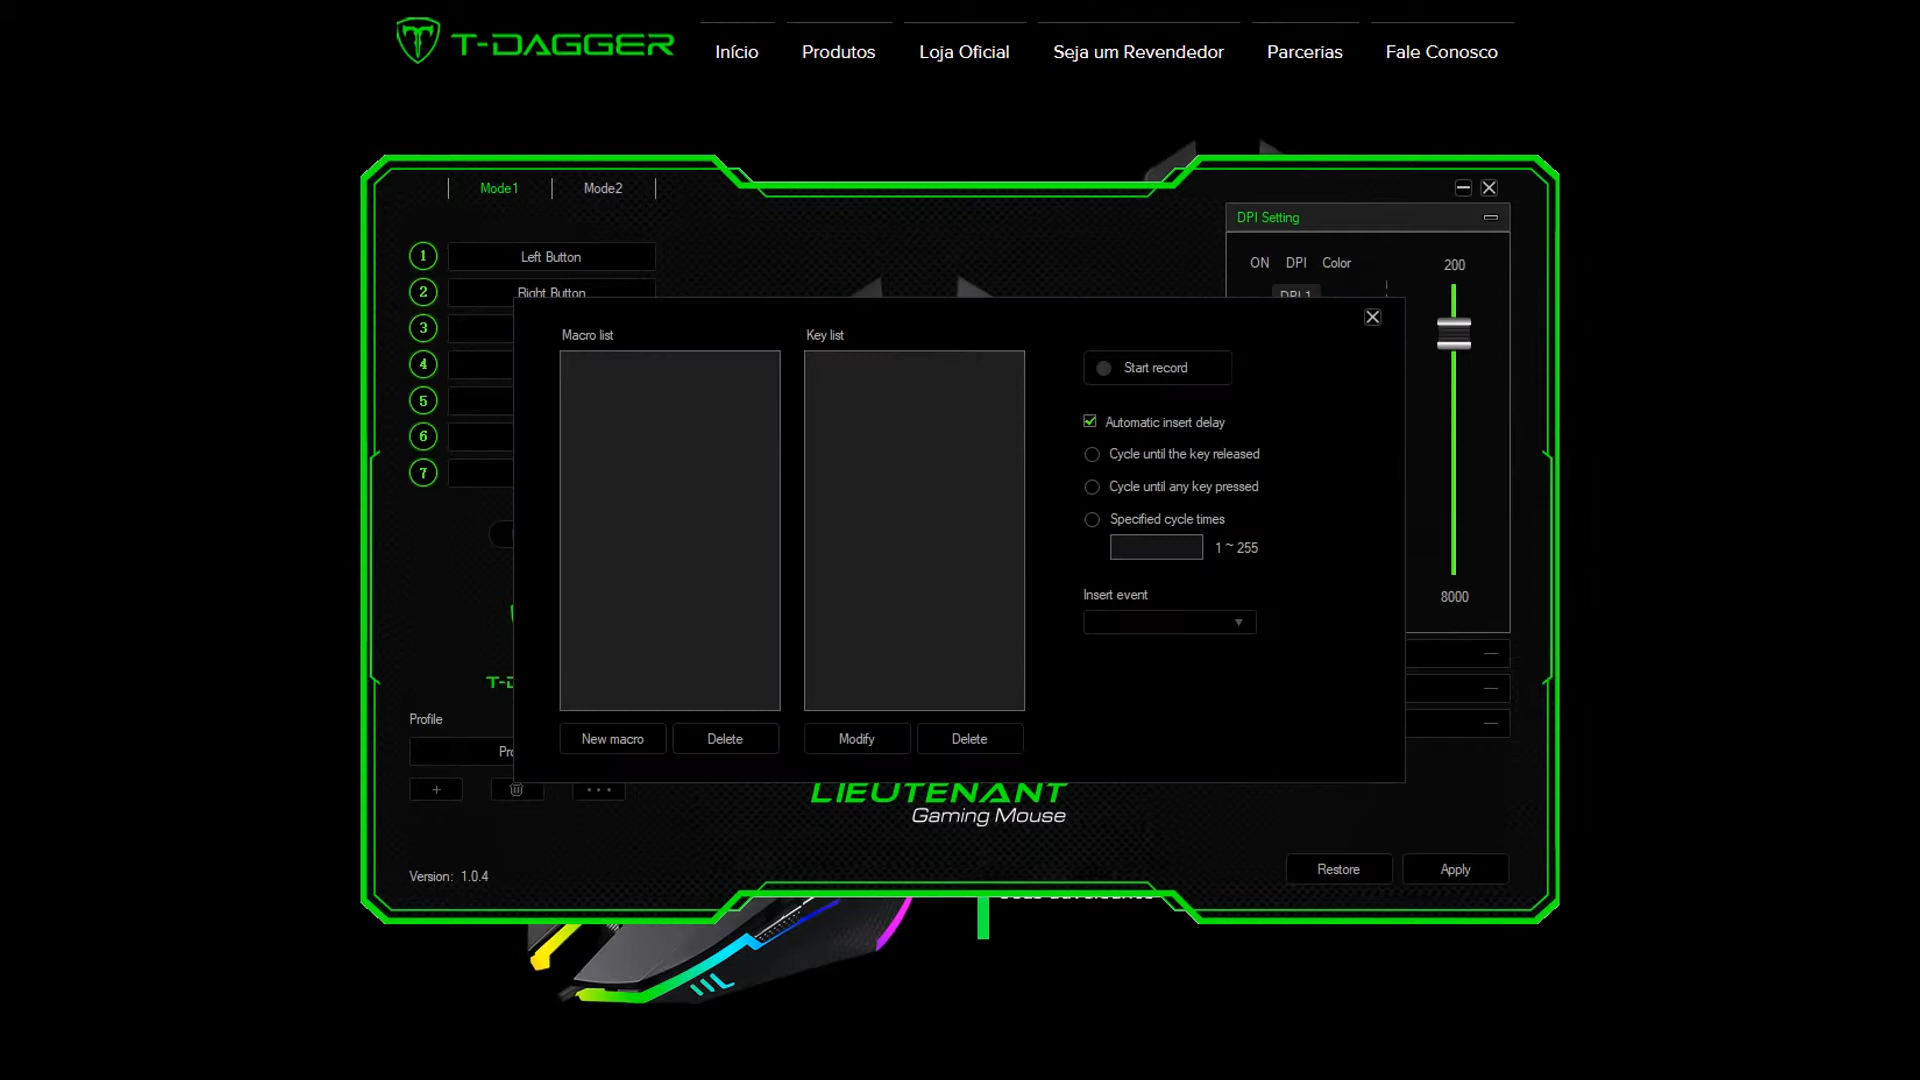 T-DAGGER
Início Produtos Loja Oficial Seja um Revendedor Parcerias Fale Conosco
Mode1 Mode2
DPI Setting
1 Left Button
2 Right Button
3
4
5
6
7
ON DPI Color
DPI 1
200
8000
Macro list
Key list
Start record
Automatic insert delay
Cycle until the key released
Cycle until any key pressed
Specified cycle times
1 ~ 255
Insert event
New macro Delete Modify Delete
Profile
LIEUTENANT
Gaming Mouse
Version: 1.0.4
Restore Apply